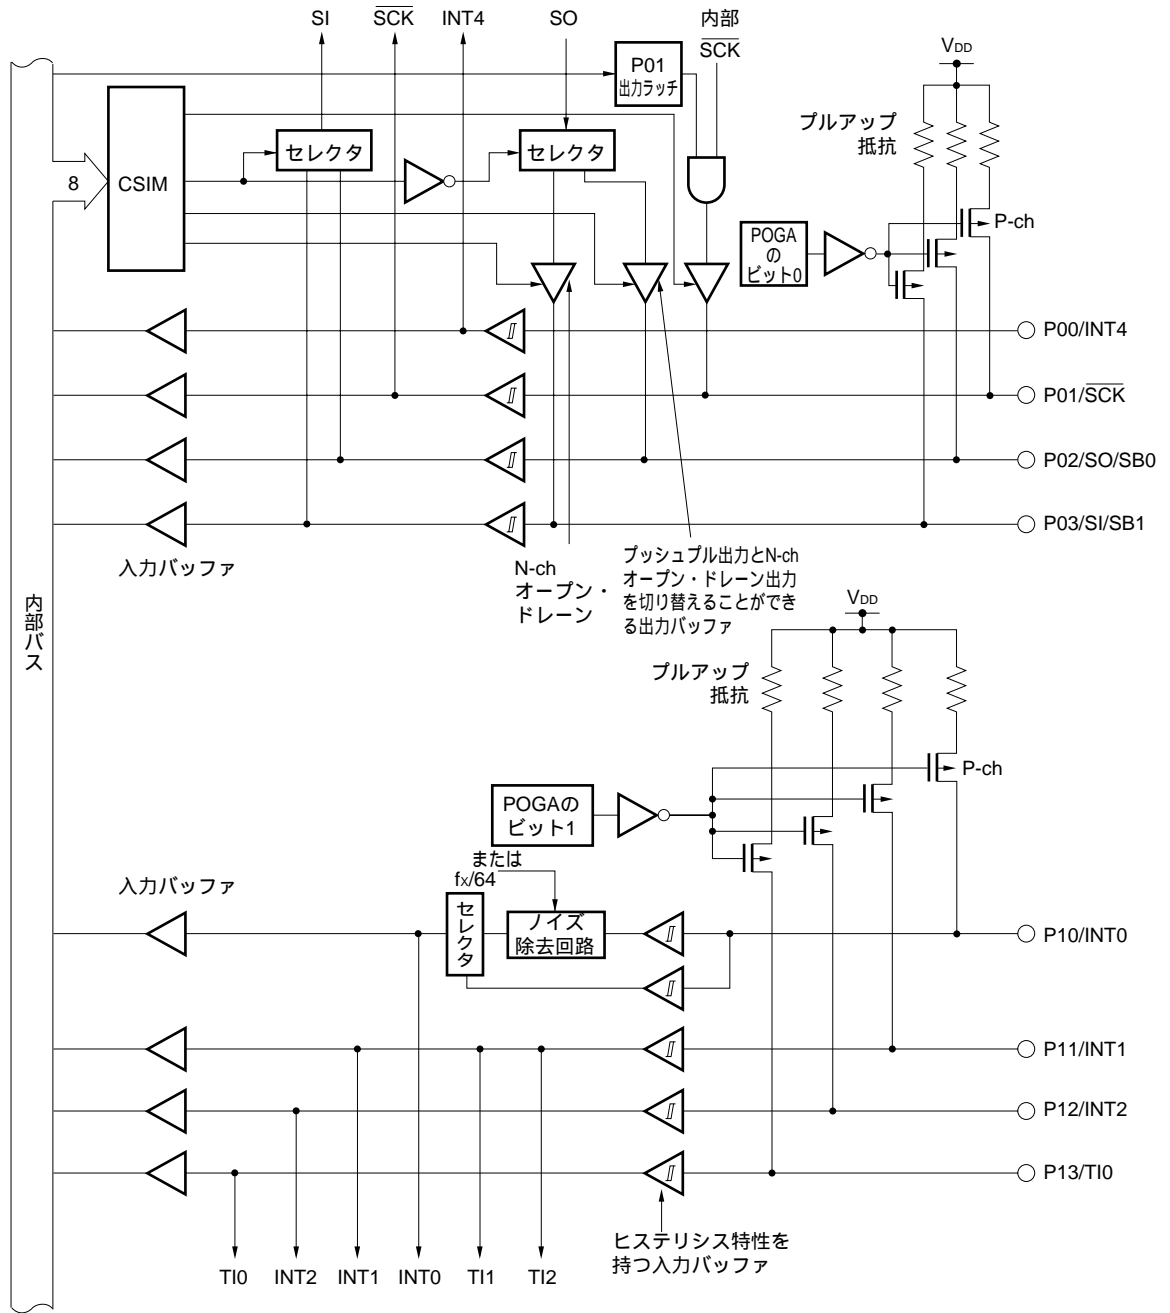 SI
SCK
INT4
SO
内部
SCK
VDD
P01
出力ラッチ
プルアップ
抵抗
セレクタ
セレクタ
8
CSIM
P-ch
POGA
の
ビット0
P00/INT4
P01/SCK
P02/SO/SB0
P03/SI/SB1
入力バッファ
N-ch
オープン・
ドレーン
プッシュプル出力とN-ch
オープン・ドレーン出力
を切り替えることができ
る出力バッファ
内部バス
VDD
プルアップ
抵抗
P-ch
POGAの
ビット1
または
fX/64
入力バッファ
セレクタ
ノイズ
除去回路
P10/INT0
P11/INT1
P12/INT2
P13/TI0
ヒステリシス特性を
持つ入力バッファ
TI0
INT2
INT1
INT0
TI1
TI2